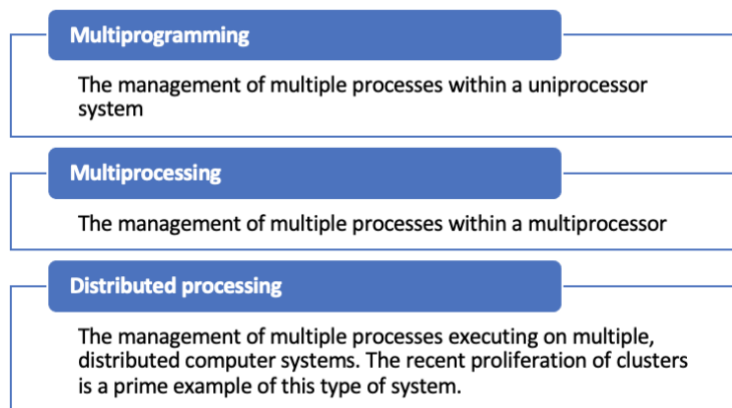 Multiprogramming
The management of multiple processes within a uniprocessor
system
Multiprocessing
The management of multiple processes within a multiprocessor
Distributed processing
The management of multiple processes executing on multiple,
distributed computer systems. The recent proliferation of clusters
is a prime example of this type of system.